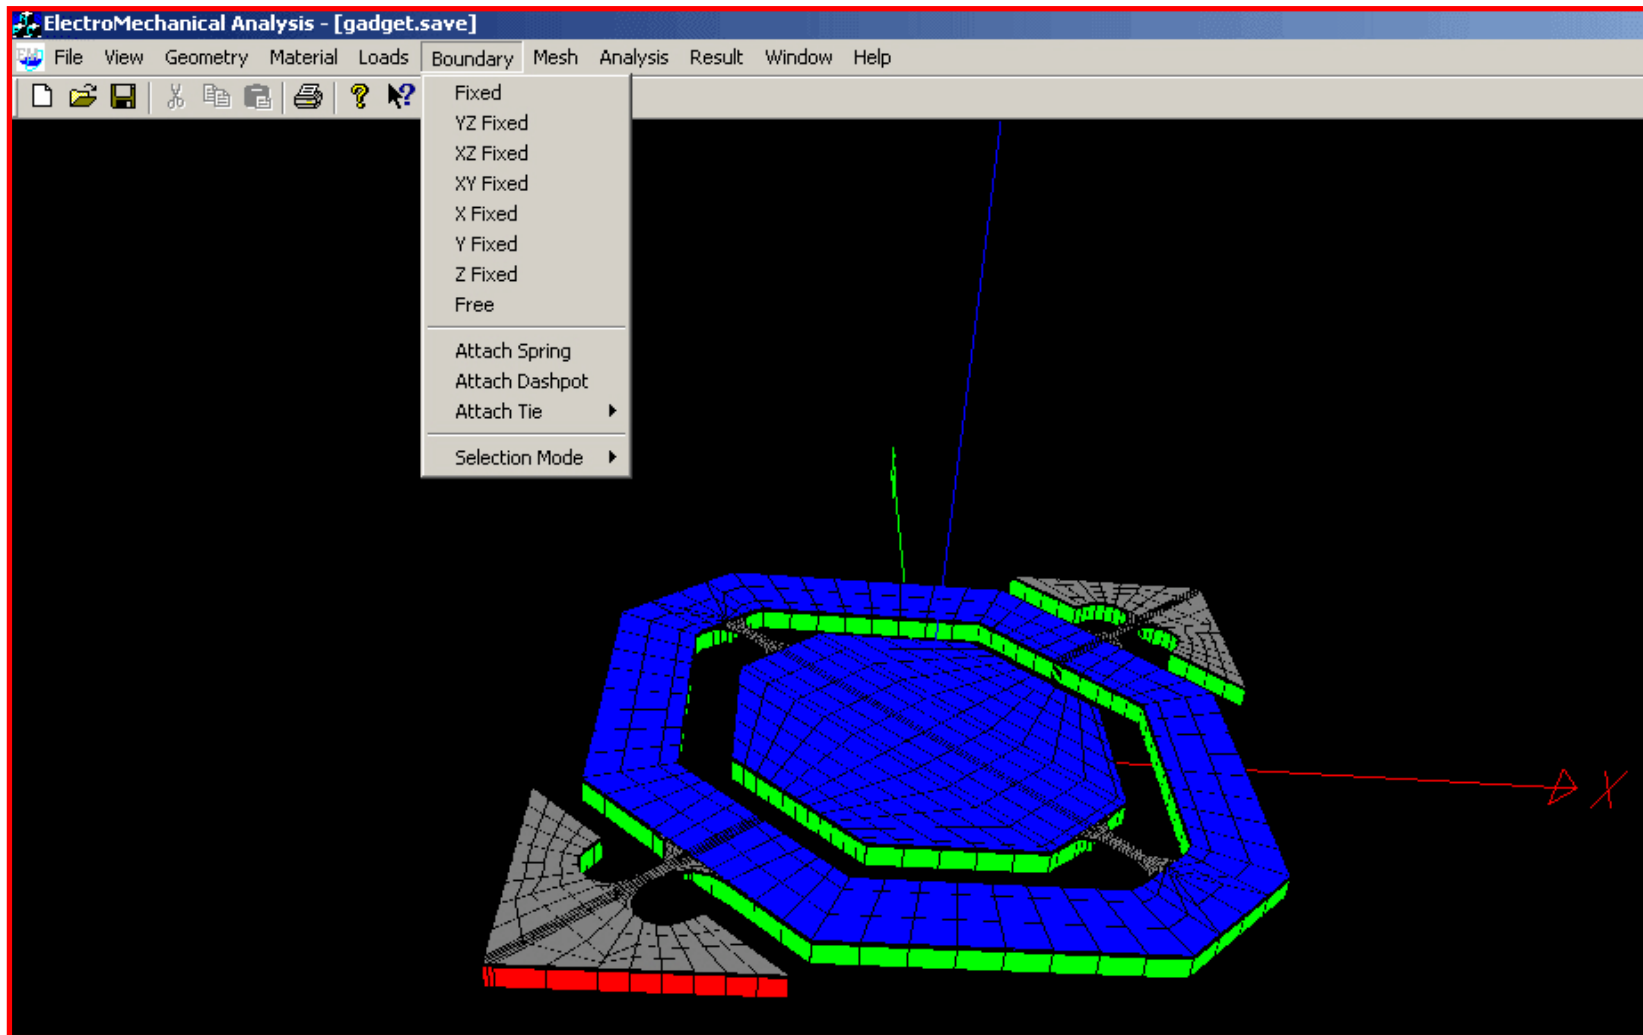 ElectroMechanical Analysis - [gadget.save]
File View Geometry Material Loads Boundary Mesh Analysis Result Window Help
Fixed
YZ Fixed
XZ Fixed
XY Fixed
X Fixed
Y Fixed
Z Fixed
Free
Attach Spring
Attach Dashpot
Attach Tie
Selection Mode
X